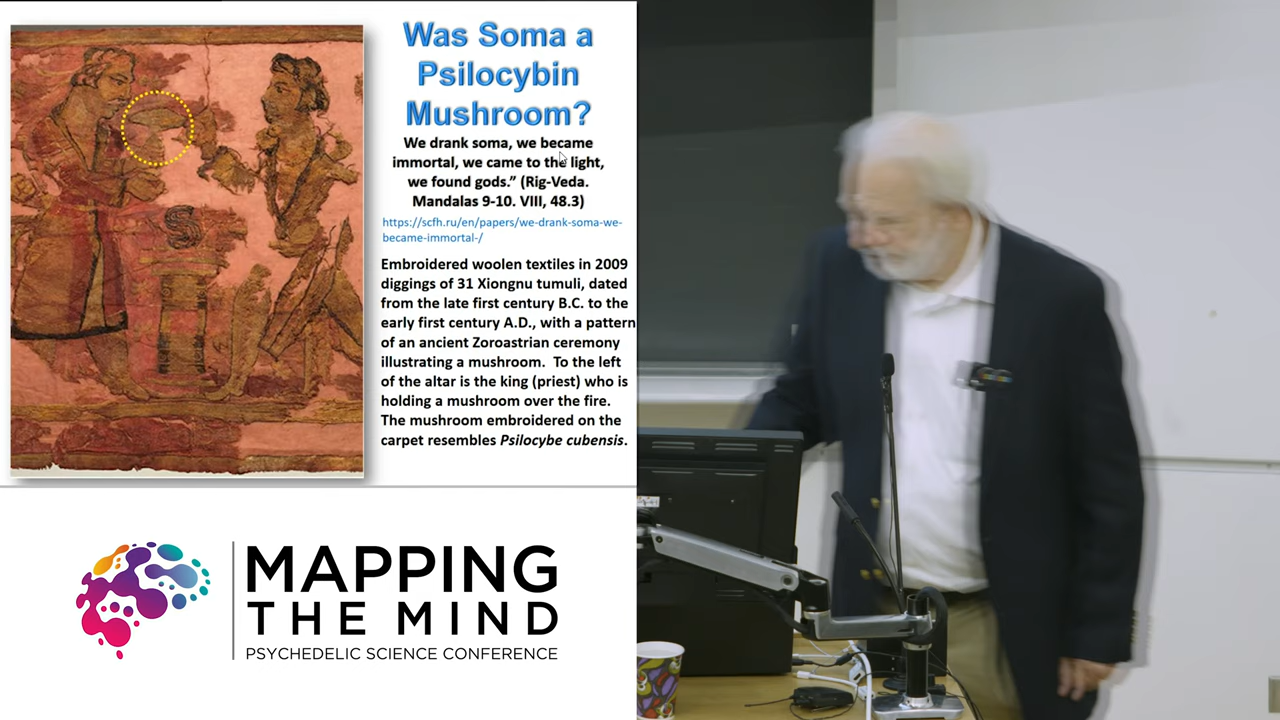 Was Soma a
Psilocybin
Mushroom?
We drank soma, we became
immortal, we came to the light,
we found gods.” (Rig-Veda.
Mandalas 9-10. VIII, 48.3)
https://scfh.ru/en/papers/we-drank-soma-we-
became-immortal-/
Embroidered woolen textiles in 2009
diggings of 31 Xiongnu tumuli, dated
from the late first century B.C. to the
early first century A.D., with a pattern
of an ancient Zoroastrian ceremony
illustrating a mushroom.  To the left
of the altar is the king (priest) who is
holding a mushroom over the fire.
The mushroom embroidered on the
carpet resembles Psilocybe cubensis.
MAPPING
THE MIND
PSYCHEDELIC SCIENCE CONFERENCE